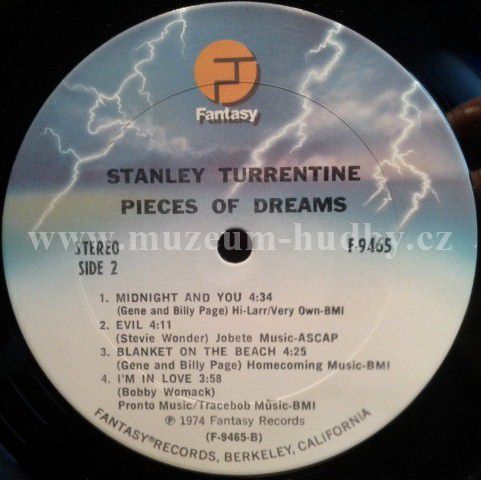 Fantasy
STANLEY TURRENTINE
PIECES OF DREAMS
www.muzeum-hudby.cz
STEREO
SIDE 2
F-9465
1. MIDNIGHT AND YOU 4:34
(Gene and Billy Page) Hi-Larr/Very Own-BMI
2. EVIL 4:11
(Stevie Wonder) Jobete Music-ASCAP
3. BLANKET ON THE BEACH 4:25
(Gene and Billy Page) Homecoming Music-BMI
4. I'M IN LOVE 3:58
(Bobby Womack)
Pronto Music/Tracebob Music-BMI
℗ 1974 Fantasy Records
(F-9465-B)
FANTASY® RECORDS, BERKELEY, CALIFORNIA